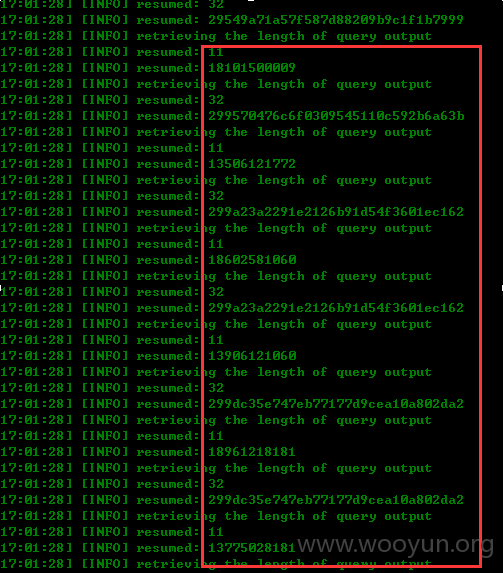 17:01:28] [INFO] resumed: 32
17:01:28] [INFO] resumed: 29549a71a57f587d88209b9c1f1b7999
17:01:28] [INFO] retrieving the length of query output
17:01:28] [INFO] resumed: 11
17:01:28] [INFO] resumed: 18101500009
17:01:28] [INFO] retrieving the length of query output
17:01:28] [INFO] resumed: 32
17:01:28] [INFO] resumed: 299570476c6f0309545110c592b6a63b
17:01:28] [INFO] retrieving the length of query output
17:01:28] [INFO] resumed: 11
17:01:28] [INFO] resumed: 13506121772
17:01:28] [INFO] retrieving the length of query output
17:01:28] [INFO] resumed: 32
17:01:28] [INFO] resumed: 299a23a2291e2126b91d54f3601ec162
17:01:28] [INFO] retrieving the length of query output
17:01:28] [INFO] resumed: 11
17:01:28] [INFO] resumed: 18602581060
17:01:28] [INFO] retrieving the length of query output
17:01:28] [INFO] resumed: 32
17:01:28] [INFO] resumed: 299a23a2291e2126b91d54f3601ec162
17:01:28] [INFO] retrieving the length of query output
17:01:28] [INFO] resumed: 11
17:01:28] [INFO] resumed: 13906121060
17:01:28] [INFO] retrieving the length of query output
17:01:28] [INFO] resumed: 32
17:01:28] [INFO] resumed: 299dc35e747eb77177d9cea10a802da2
17:01:28] [INFO] retrieving the length of query output
17:01:28] [INFO] resumed: 11
17:01:28] [INFO] resumed: 18961218181
17:01:28] [INFO] retrieving the length of query output
17:01:28] [INFO] resumed: 32
17:01:28] [INFO] resumed: 299dc35e747eb77177d9cea10a802da2
17:01:28] [INFO] retrieving the length of query output
17:01:28] [INFO] resumed: 11
17:01:28] [INFO] resumed: 13775028181
www.wooyun.org